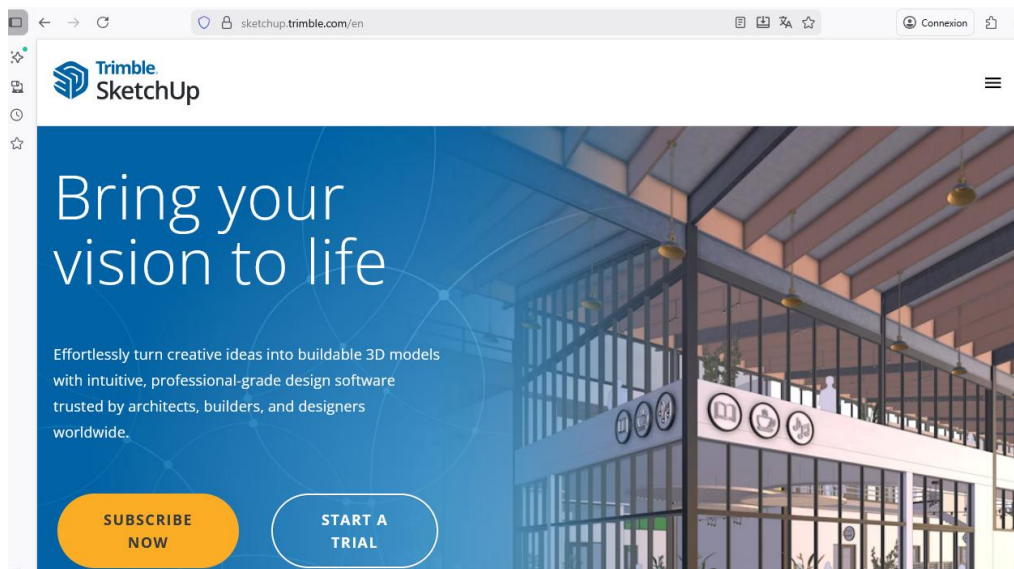 sketchup.trimble.com/en
Connexion
Trimble
SketchUp
Bring your
vision to life
Effortlessly turn creative ideas into buildable 3D models
with intuitive, professional-grade design software
trusted by architects, builders, and designers
worldwide.
SUBSCRIBE
NOW
START A
TRIAL